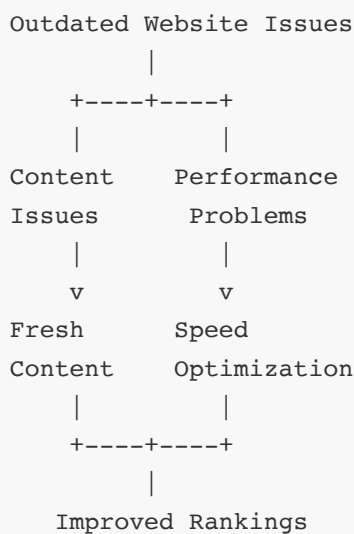 Outdated Website Issues
|
+----+----+
| |
Content Performance
Issues Problems
| |
v v
Fresh Speed
Content Optimization
| |
+----+----+
|
Improved Rankings